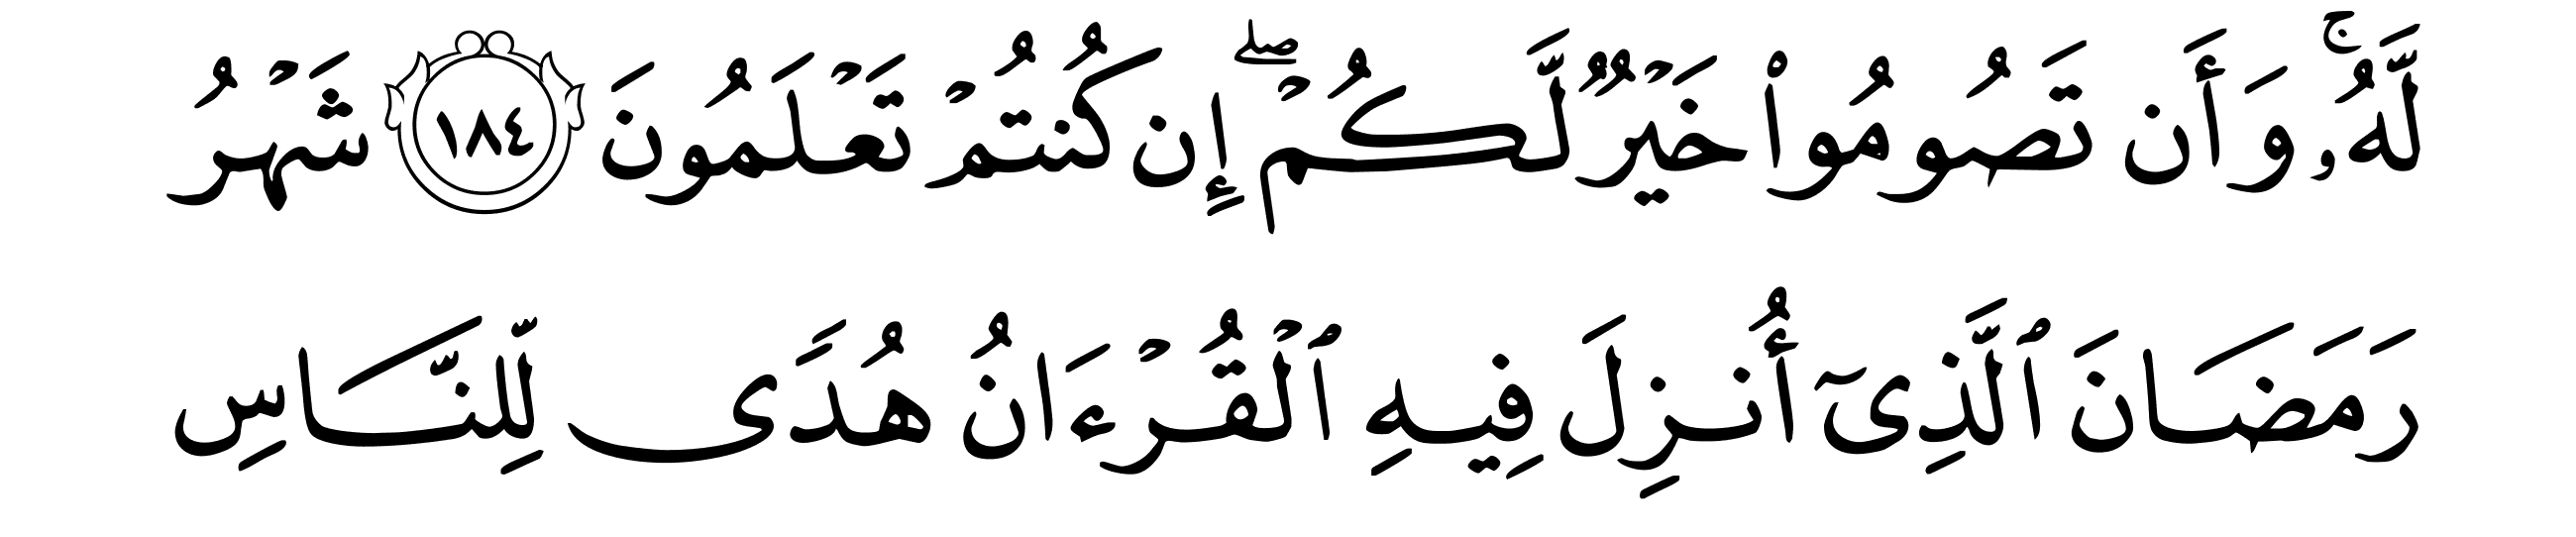 لَّهُۥۚ وَأَن تَصُومُوا۟ خَيْرٌۭ لَّكُمْ ۖ إِن كُنتُمْ تَعْلَمُونَ ١٨٤ شَهْرُ
رَمَضَانَ ٱلَّذِىٓ أُنزِلَ فِيهِ ٱلْقُرْءَانُ هُدًى لِّلنَّاسِ